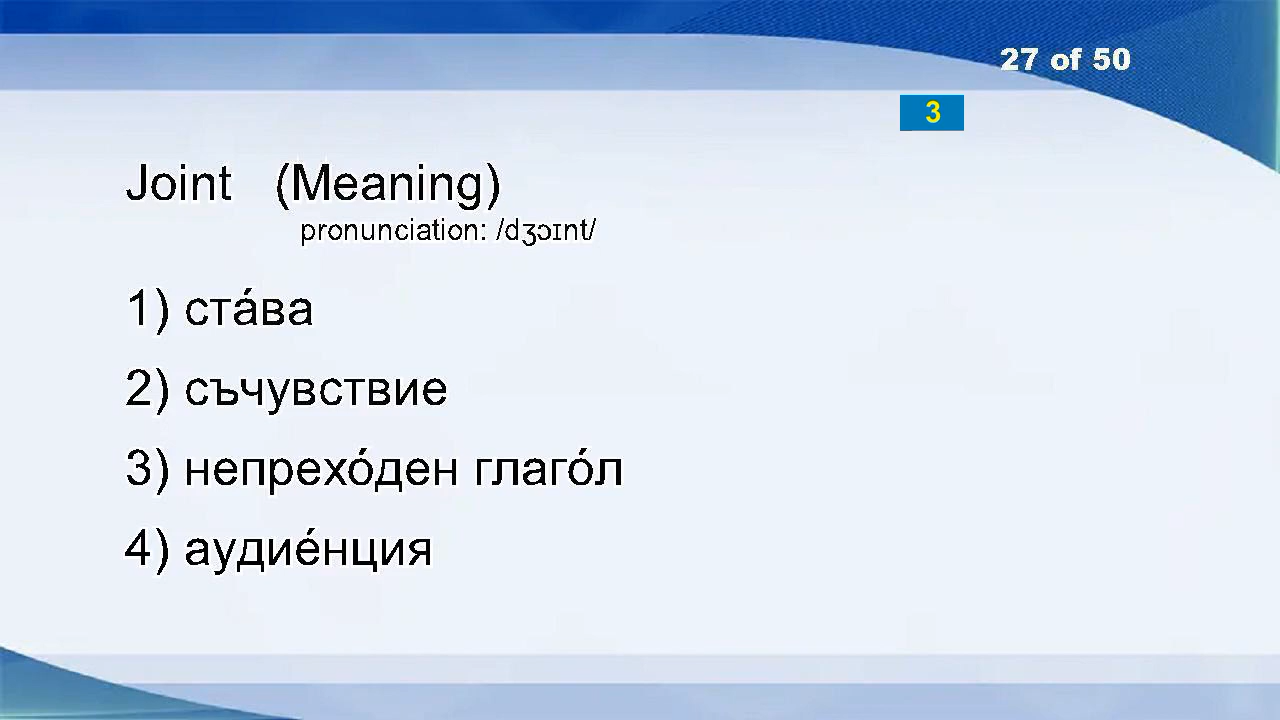 27 of 50
3
Joint (Meaning)
pronunciation: /dʒɔɪnt/
1) ста́ва
2) съчувствие
3) непрехо́ден глаго́л
4) аудие́нция